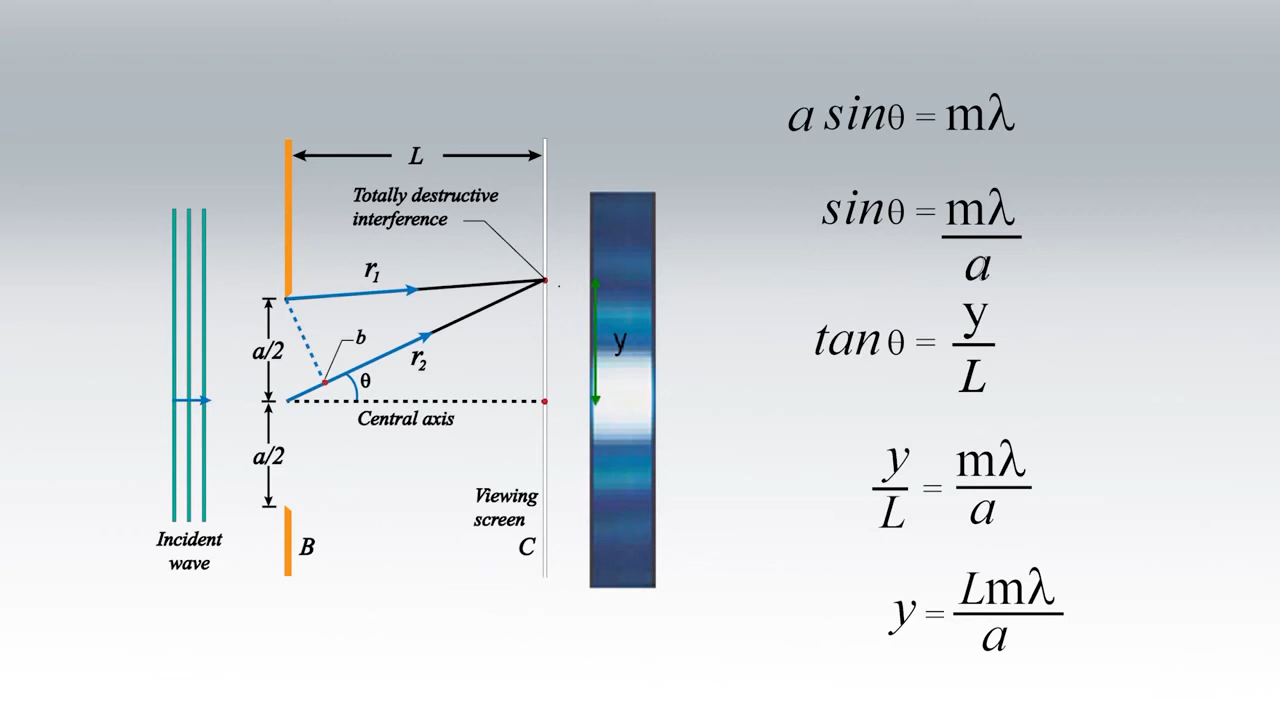 L
Totally destructive
interference
r₁
a/2
b
r₂
θ
Central axis
a/2
Viewing
screen
Incident
wave
B
C
y
a sinθ = mλ
sinθ = mλ
a
tan θ = y
L
y
L
= mλ
a
y = Lmλ
a